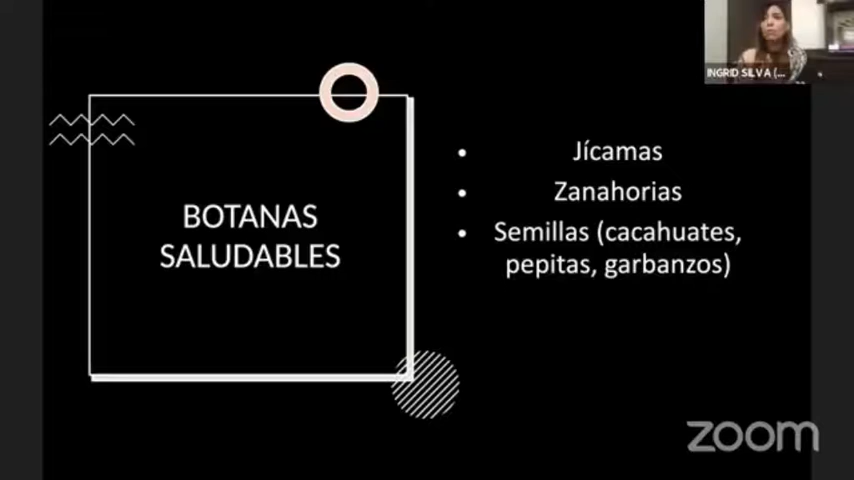 INGRID SILVA (...
BOTANAS
SALUDABLES
• Jícamas
• Zanahorias
• Semillas (cacahuates,
pepitas, garbanzos)
zoom